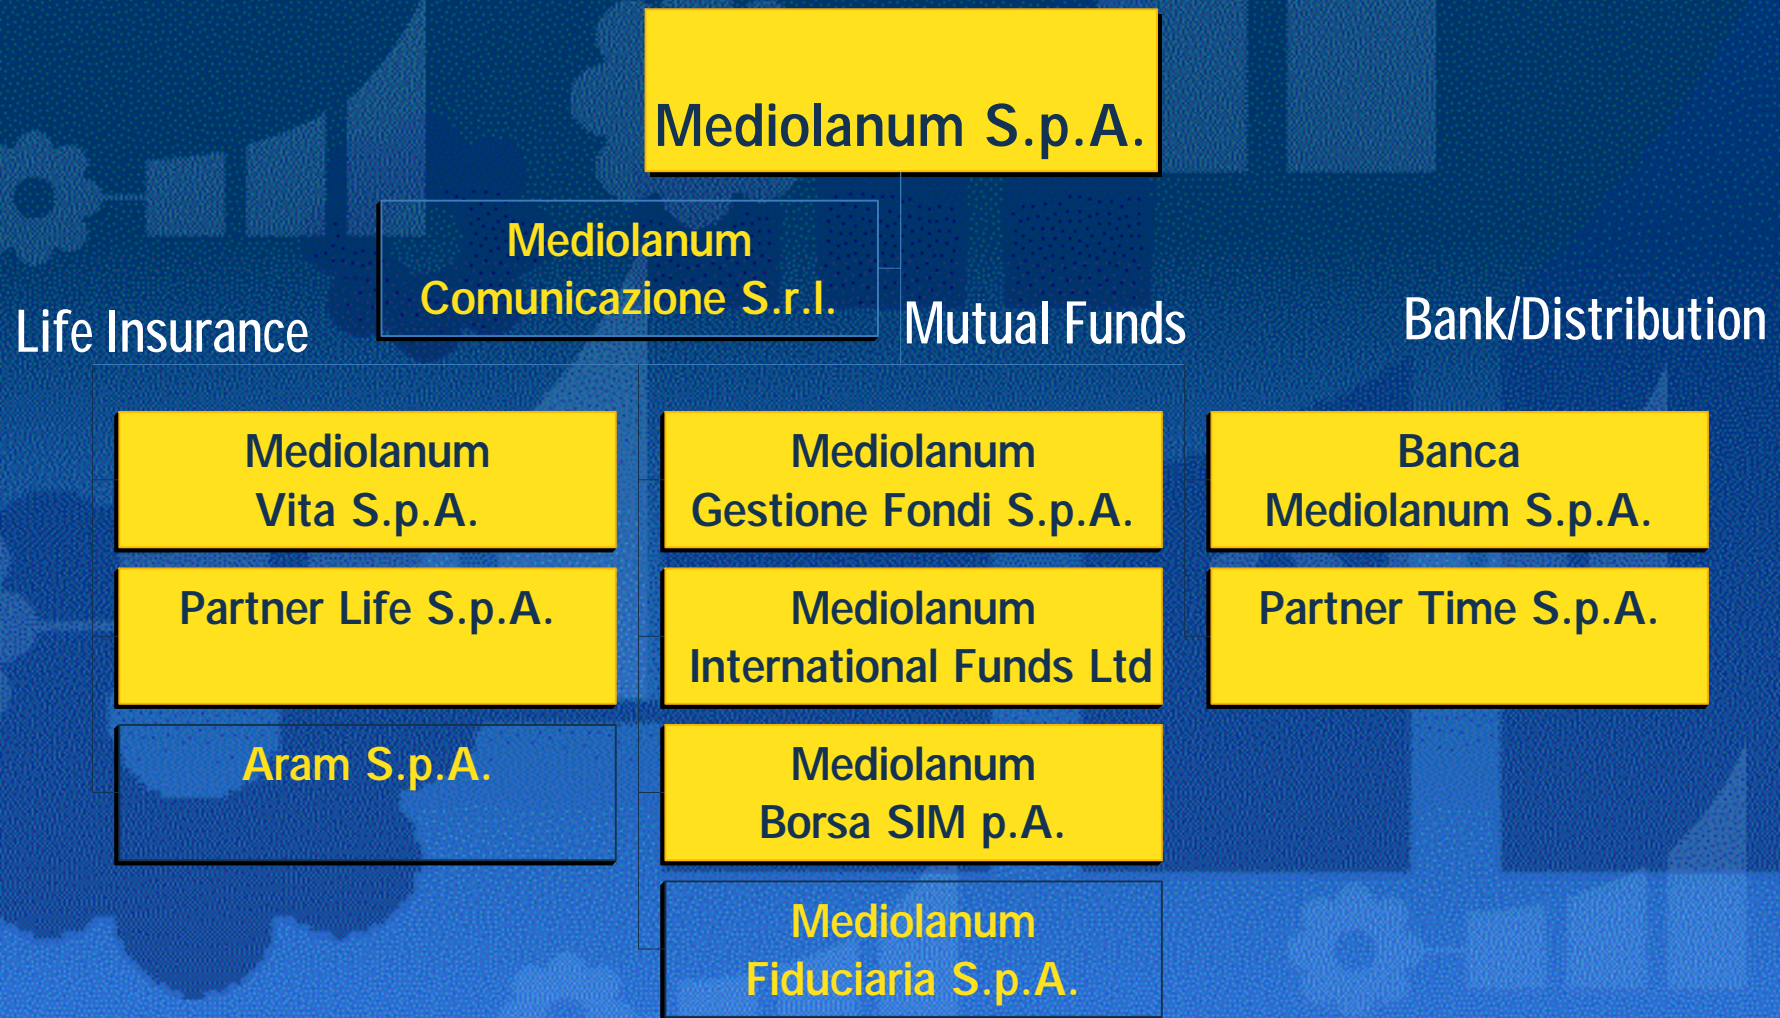 Mediolanum S.p.A.
Mediolanum
Comunicazione S.r.l.
Life Insurance
Mutual Funds
Bank/Distribution
Mediolanum
Vita S.p.A.
Partner Life S.p.A.
Aram S.p.A.
Mediolanum
Gestione Fondi S.p.A.
Mediolanum
International Funds Ltd
Mediolanum
Borsa SIM p.A.
Mediolanum
Fiduciaria S.p.A.
Banca
Mediolanum S.p.A.
Partner Time S.p.A.